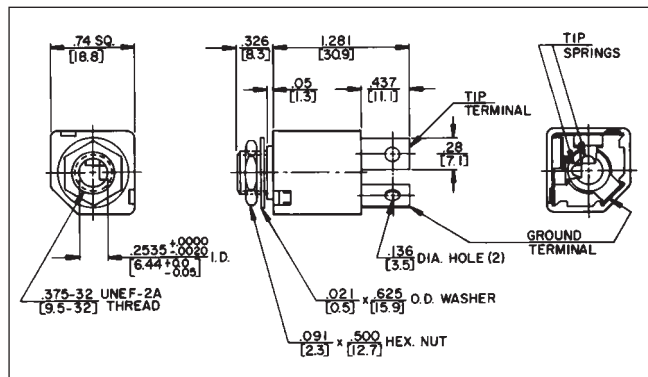 .74 SQ.
[18.8]
.326
[8.3]
1.281
[30.9]
.05
[1.3]
.437
[11.1]
TIP
TERMINAL
.28
[7.1]
TIP
SPRINGS
GROUND
TERMINAL
.136 DIA. HOLE (2)
[3.5]
.2535 +.0000 -.0020 I.D.
[6.44 +0.0 -0.05]
.375-32 UNEF-2A
[9.5-32] THREAD
.021 x .625 O.D. WASHER
[0.5] [15.9]
.091 x .500 HEX. NUT
[2.3] [12.7]